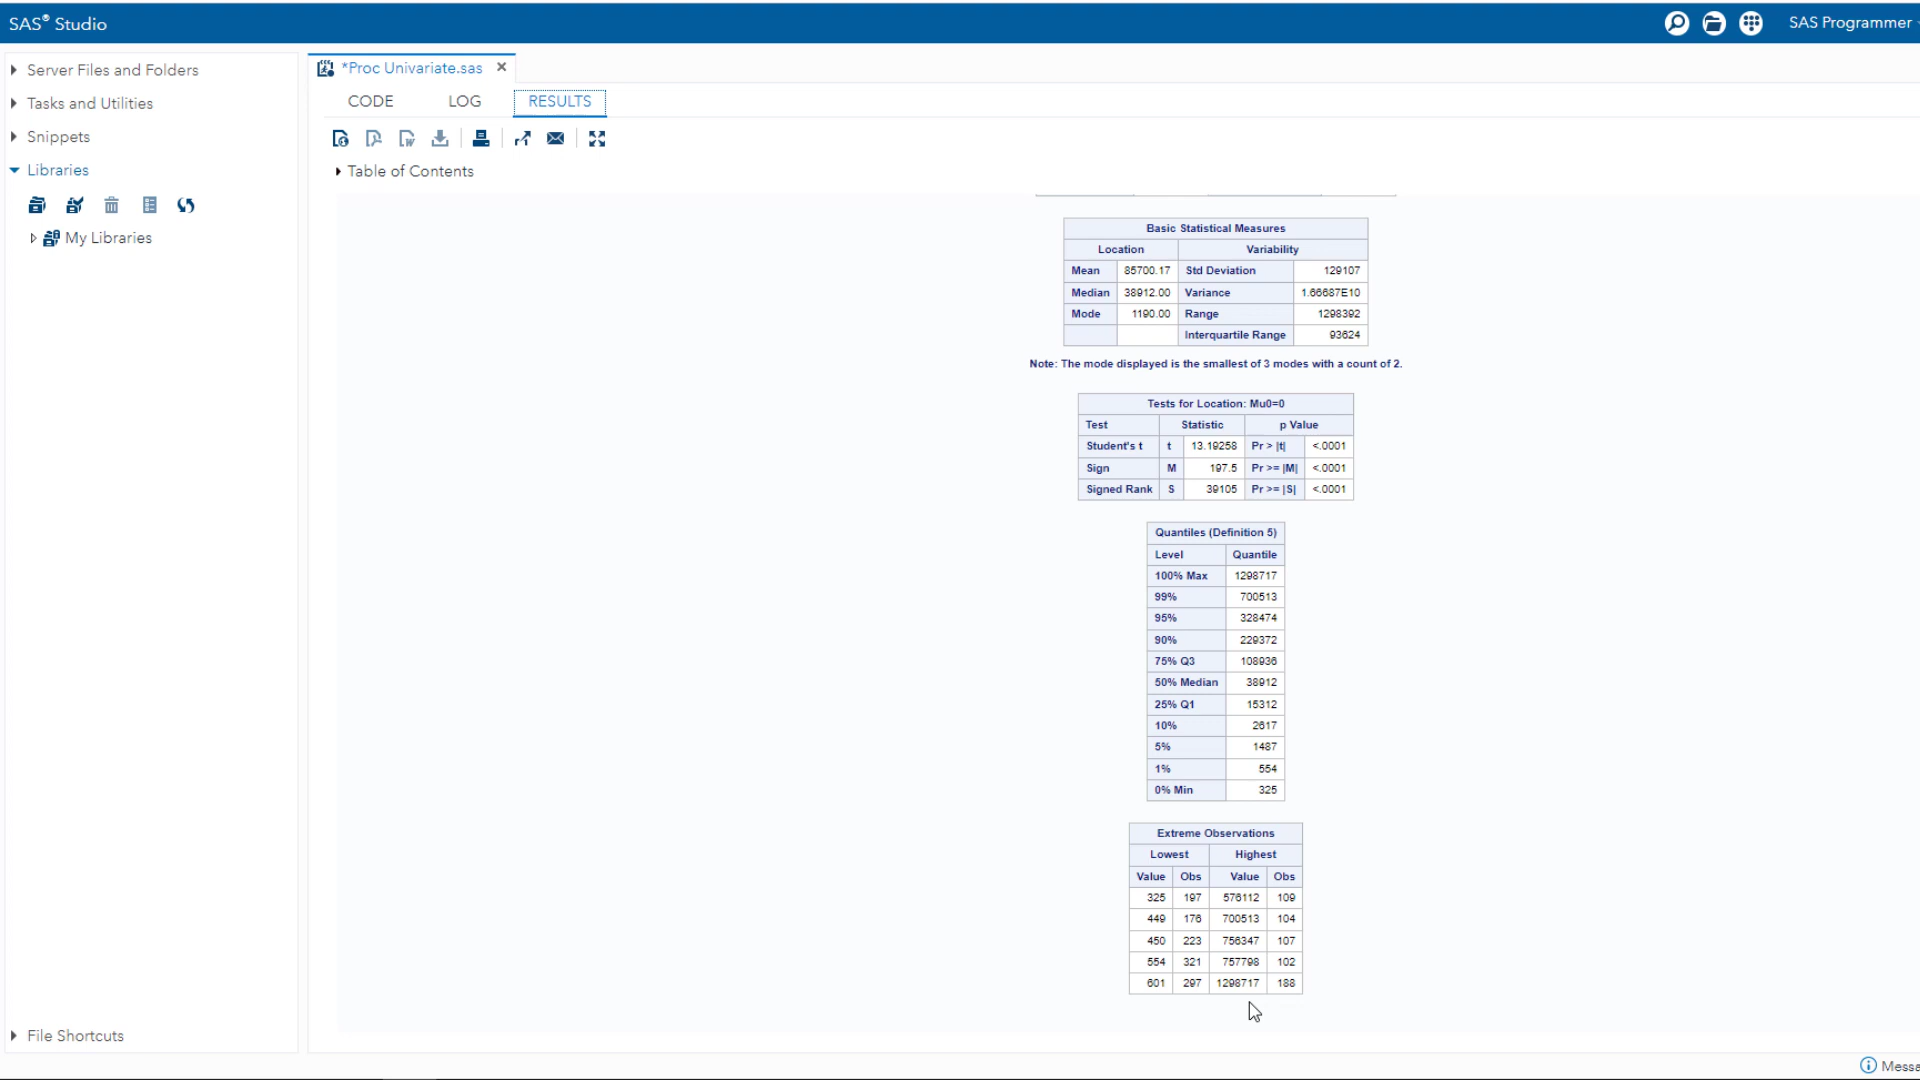 SAS® Studio
SAS Programmer
Server Files and Folders
Tasks and Utilities
Snippets
Libraries
My Libraries
File Shortcuts
*Proc Univariate.sas
CODE LOG RESULTS
Table of Contents
Basic Statistical Measures
Location Variability
Mean 85700.17 Std Deviation 129107
Median 38912.00 Variance 1.66687E10
Mode 1190.00 Range 1298392
Interquartile Range 93624
Note: The mode displayed is the smallest of 3 modes with a count of 2.
Tests for Location: Mu0=0
Test Statistic p Value
Student's t t 13.19258 Pr > |t| <.0001
Sign M 197.5 Pr >= |M| <.0001
Signed Rank S 39105 Pr >= |S| <.0001
Quantiles (Definition 5)
Level Quantile
100% Max 1298717
99% 700513
95% 328474
90% 229372
75% Q3 108936
50% Median 38912
25% Q1 15312
10% 2617
5% 1487
1% 554
0% Min 325
Extreme Observations
Lowest Highest
Value Obs Value Obs
325 197 576112 109
449 176 700513 104
450 223 756347 107
554 321 757798 102
601 297 1298717 188
Messa